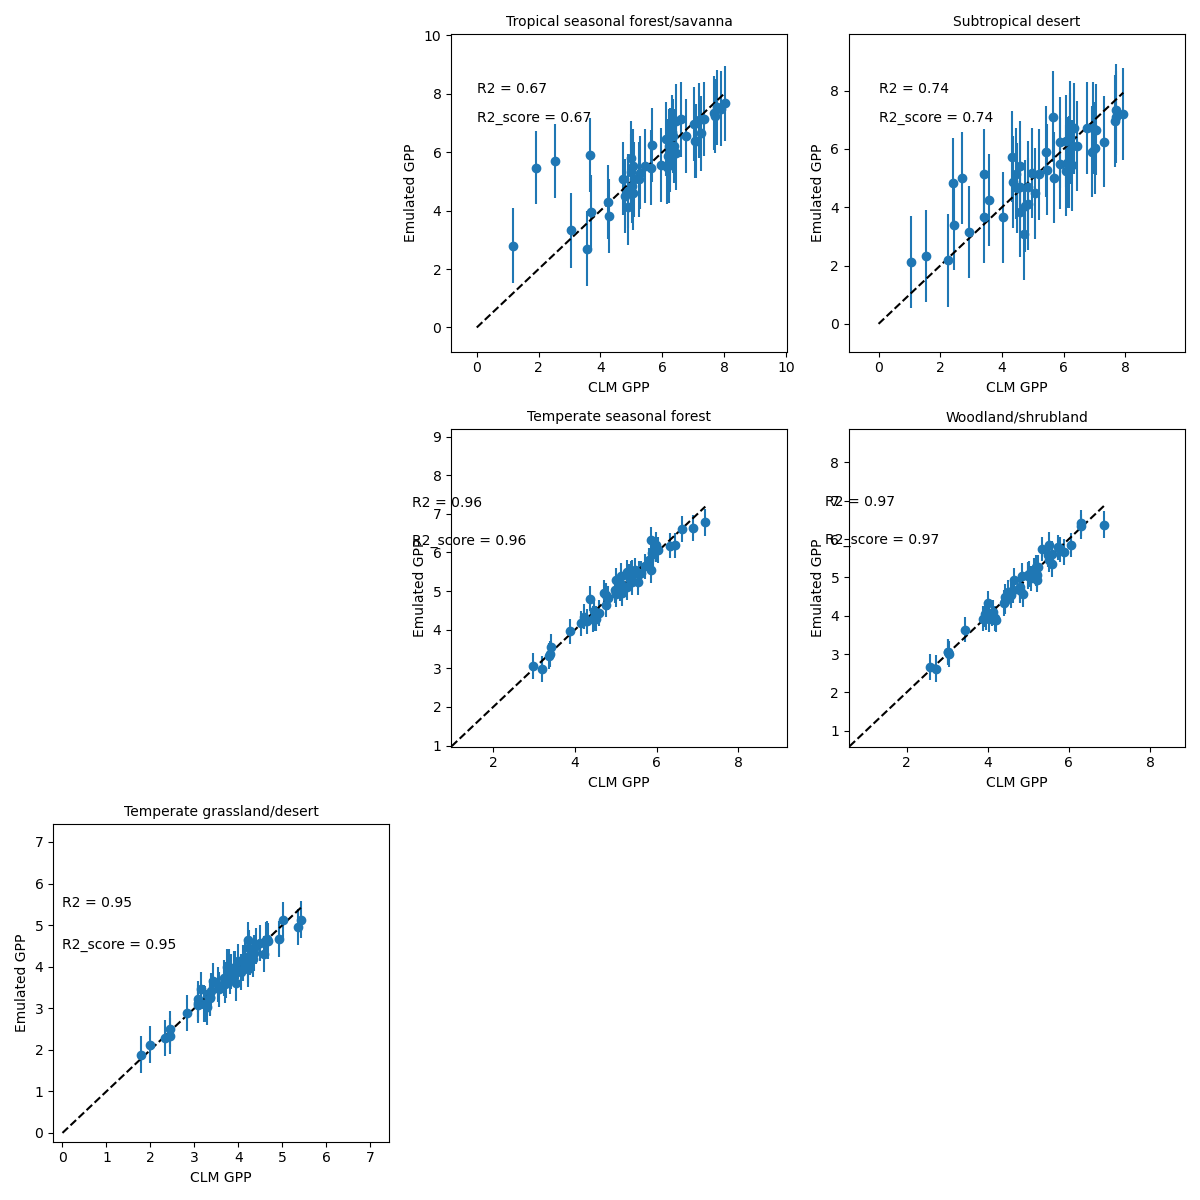 Tropical seasonal forest/savanna
10
8
6
4
2
0
Emulated GPP
R2 = 0.67
R2_score = 0.67
0 2 4 6 8 10
CLM GPP
Subtropical desert
8
6
4
2
0
Emulated GPP
R2 = 0.74
R2_score = 0.74
0 2 4 6 8
CLM GPP
Temperate seasonal forest
9
8
7
6
5
4
3
2
1
Emulated GPP
R2 = 0.96
R2_score = 0.96
2 4 6 8
CLM GPP
Woodland/shrubland
8
7
6
5
4
3
2
1
Emulated GPP
R2 = 0.97
R2_score = 0.97
2 4 6 8
CLM GPP
Temperate grassland/desert
7
6
5
4
3
2
1
0
Emulated GPP
R2 = 0.95
R2_score = 0.95
0 1 2 3 4 5 6 7
CLM GPP